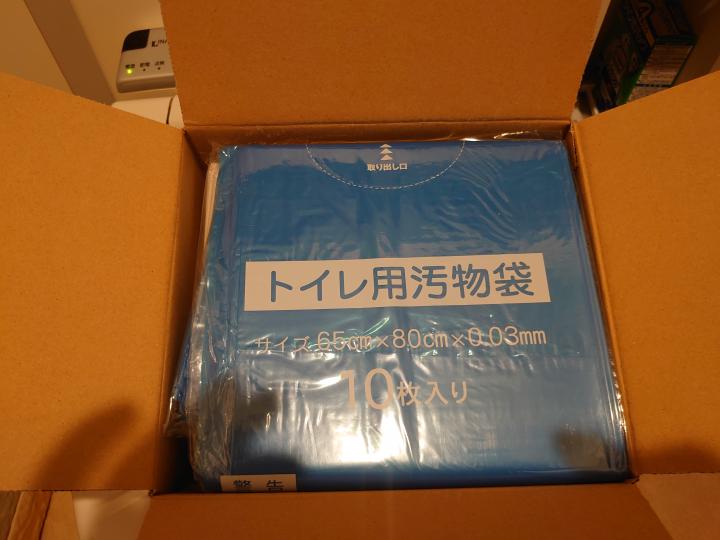 取り出し口
トイレ用汚物袋
サイズ 65cm×80cm×0.03mm
10枚入り
警告